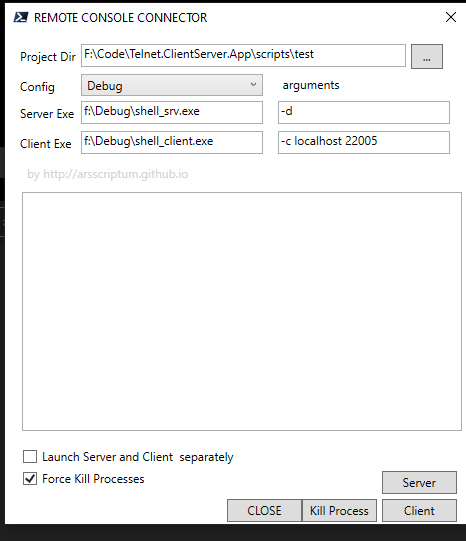 REMOTE CONSOLE CONNECTOR
Project Dir F:\Code\Telnet.ClientServer.App\scripts\test ...
Config Debug arguments
Server Exe f:\Debug\shell_srv.exe -d
Client Exe f:\Debug\shell_client.exe -c localhost 22005
by http://arsscriptum.github.io
Launch Server and Client separately
Force Kill Processes
Server
CLOSE Kill Process Client